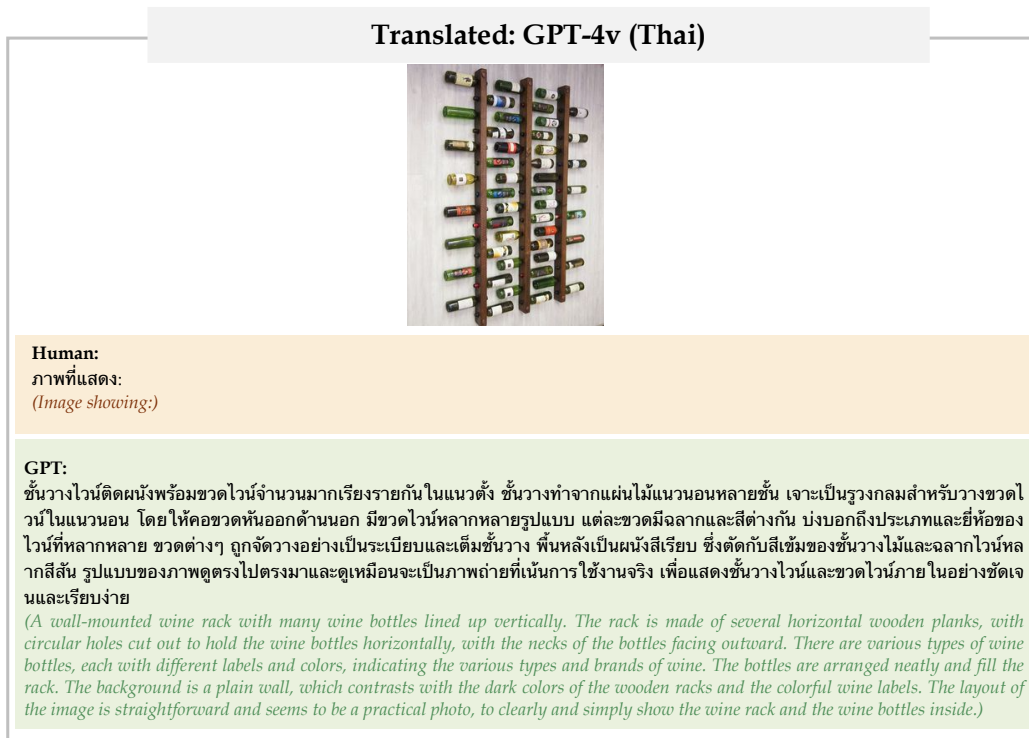 Translated: GPT-4v (Thai)
Human:
ภาพที่แสดง:
(Image showing:)
GPT:
ชั้นวางไวน์ติดผนังพร้อมขวดไวน์จำนวนมากเรียงรายกันในแนวตั้ง ชั้นวางทำจากแผ่นไม้แนวนอนหลายชั้น เจาะเป็นรูวงกลมสำหรับวางขวดไ
วน์ในแนวนอน โดยให้คอขวดหันออกด้านนอก มีขวดไวน์หลากหลายรูปแบบ แต่ละขวดมีฉลากและสีต่างกัน บ่งบอกถึงประเภทและยี่ห้อของ
ไวน์ที่หลากหลาย ขวดต่างๆ ถูกจัดวางอย่างเป็นระเบียบและเต็มชั้นวาง พื้นหลังเป็นผนังสีเรียบ ซึ่งตัดกับสีเข้มของชั้นวางไม้และฉลากไวน์หล
ากสีสัน รูปแบบของภาพดูตรงไปตรงมาและดูเหมือนจะเป็นภาพถ่ายที่เน้นการใช้งานจริง เพื่อแสดงชั้นวางไวน์และขวดไวน์ภายในอย่างชัดเจ
นและเรียบง่าย
(A wall-mounted wine rack with many wine bottles lined up vertically. The rack is made of several horizontal wooden planks, with
circular holes cut out to hold the wine bottles horizontally, with the necks of the bottles facing outward. There are various types of wine
bottles, each with different labels and colors, indicating the various types and brands of wine. The bottles are arranged neatly and fill the
rack. The background is a plain wall, which contrasts with the dark colors of the wooden racks and the colorful wine labels. The layout of
the image is straightforward and seems to be a practical photo, to clearly and simply show the wine rack and the wine bottles inside.)